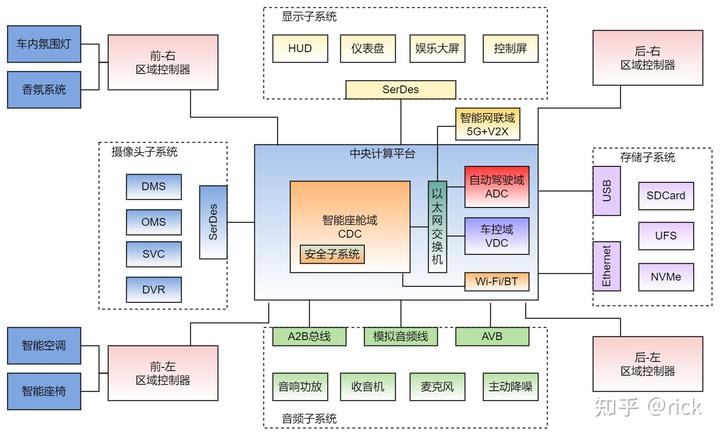 显示子系统
HUD
仪表盘
娱乐大屏
控制屏
SerDes
车内氛围灯
香氛系统
前-右
区域控制器
后-右
区域控制器
智能网联域
5G+V2X
摄像头子系统
DMS
OMS
SVC
DVR
SerDes
中央计算平台
智能座舱域
CDC
安全子系统
以太网交换机
自动驾驶域
ADC
车控域
VDC
Wi-Fi/BT
存储子系统
USB
Ethernet
SDCard
UFS
NVMe
智能空调
智能座椅
前-左
区域控制器
后-左
区域控制器
A2B总线
模拟音频线
AVB
音响功放
收音机
麦克风
主动降噪
音频子系统
知乎 @rick